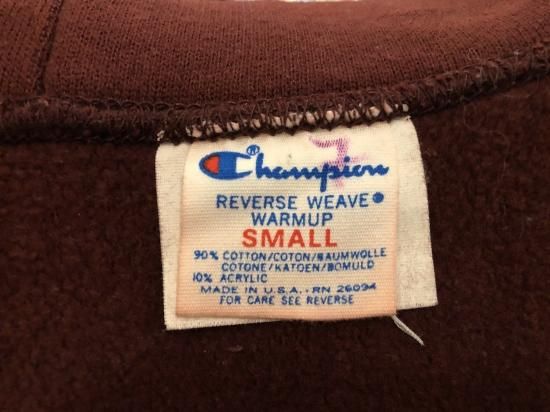 Champion®
7
REVERSE WEAVE®
WARMUP
SMALL
90% COTTON/COTON/BAUMWOLLE
COTONE/KATOEN/BOMULD
10% ACRYLIC
MADE IN U.S.A. • RN 26094
FOR CARE SEE REVERSE